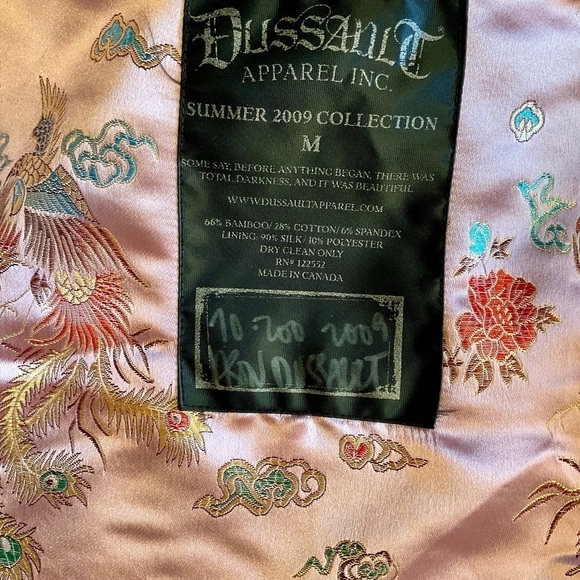 DUSSAULT
APPAREL INC.
SUMMER 2009 COLLECTION
M
SOME SAY, BEFORE ANYTHING BEGAN, THERE WAS
TOTAL DARKNESS, AND IT WAS BEAUTIFUL
WWW.DUSSAULTAPPAREL.COM
66% BAMBOO/ 28% COTTON/ 6% SPANDEX
LINING: 90% SILK/ 10% POLYESTER
DRY CLEAN ONLY
RN# 122552
MADE IN CANADA
10-200 2009
DUSSAULT